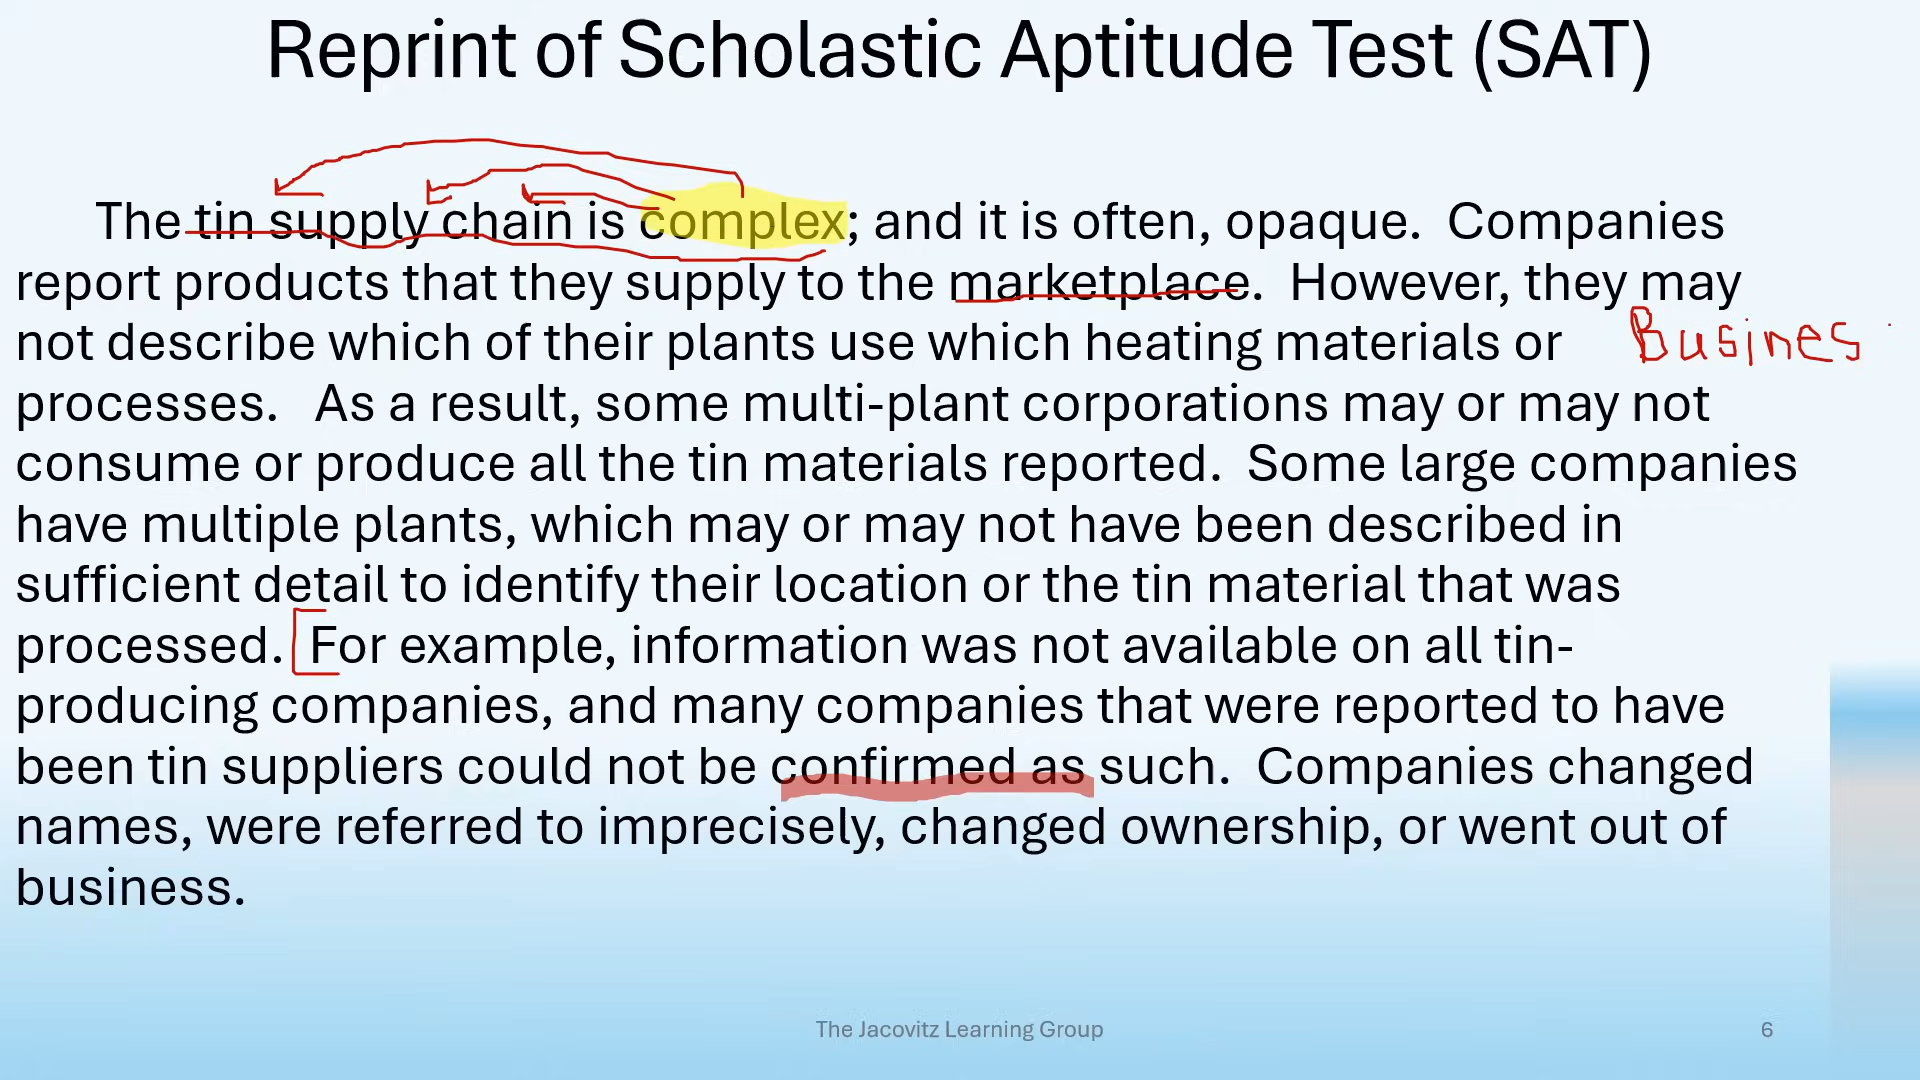 Reprint of Scholastic Aptitude Test (SAT)
The tin supply chain is complex; and it is often, opaque. Companies
report products that they supply to the marketplace. However, they may
not describe which of their plants use which heating materials or
Busines
processes. As a result, some multi-plant corporations may or may not
consume or produce all the tin materials reported. Some large companies
have multiple plants, which may or may not have been described in
sufficient detail to identify their location or the tin material that was
processed. For example, information was not available on all tin-
producing companies, and many companies that were reported to have
been tin suppliers could not be confirmed as such. Companies changed
names, were referred to imprecisely, changed ownership, or went out of
business.
The Jacovitz Learning Group
6